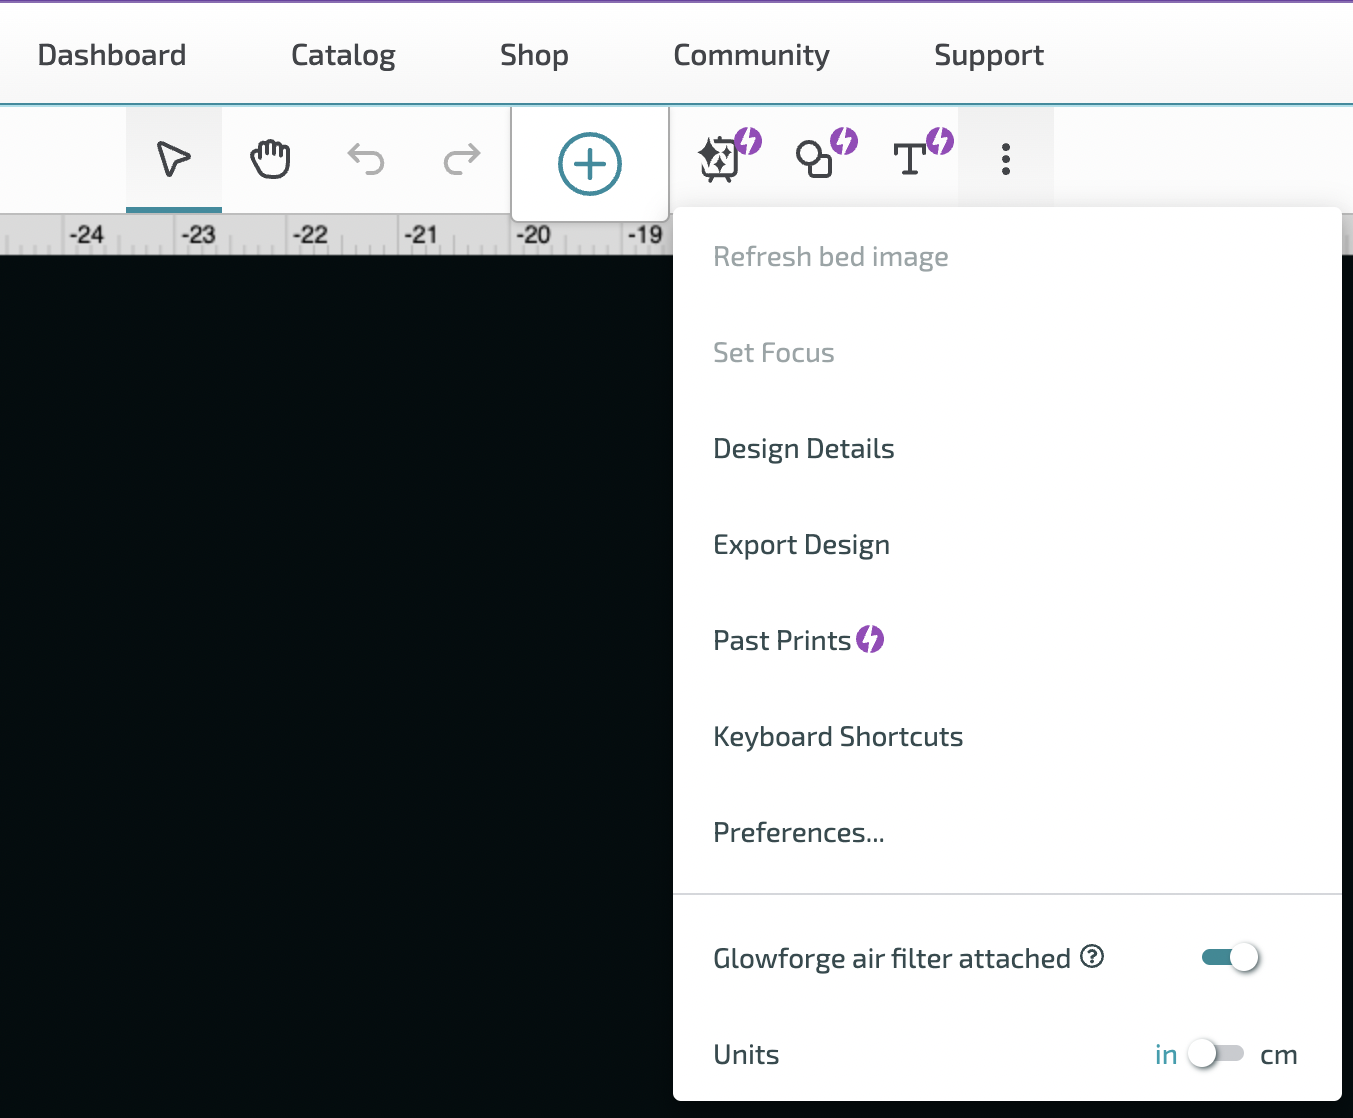 Dashboard Catalog Shop Community Support
-24 -23 -22 -21 -20 -19
Refresh bed image
Set Focus
Design Details
Export Design
Past Prints
Keyboard Shortcuts
Preferences...
Glowforge air filter attached
Units in cm